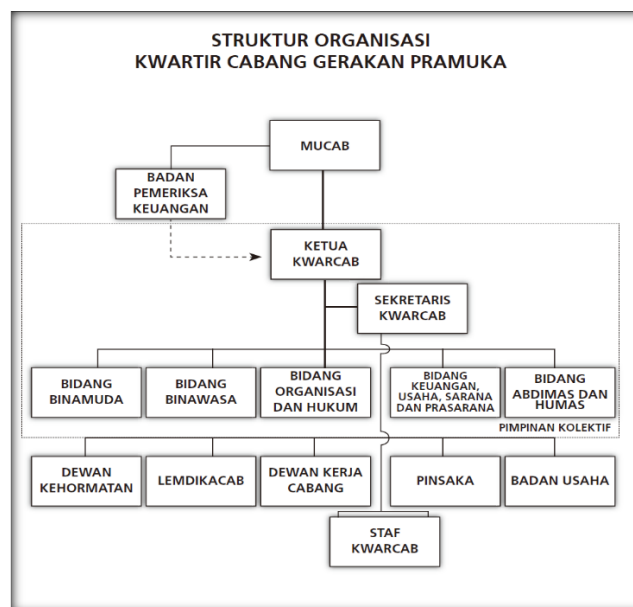 STRUKTUR ORGANISASI
KWARTIR CABANG GERAKAN PRAMUKA
MUCAB
BADAN
PEMERIKSA
KEUANGAN
KETUA
KWARCAB
SEKRETARIS
KWARCAB
BIDANG
BINAMUDA
BIDANG
BINAWASA
BIDANG
ORGANISASI
DAN HUKUM
BIDANG
KEUANGAN,
USAHA, SARANA
DAN PRASARANA
BIDANG
ABDIMAS DAN
HUMAS
PIMPINAN KOLEKTIF
DEWAN
KEHORMATAN
LEMDIKACAB
DEWAN KERJA
CABANG
PINSAKA
BADAN USAHA
STAF
KWARCAB